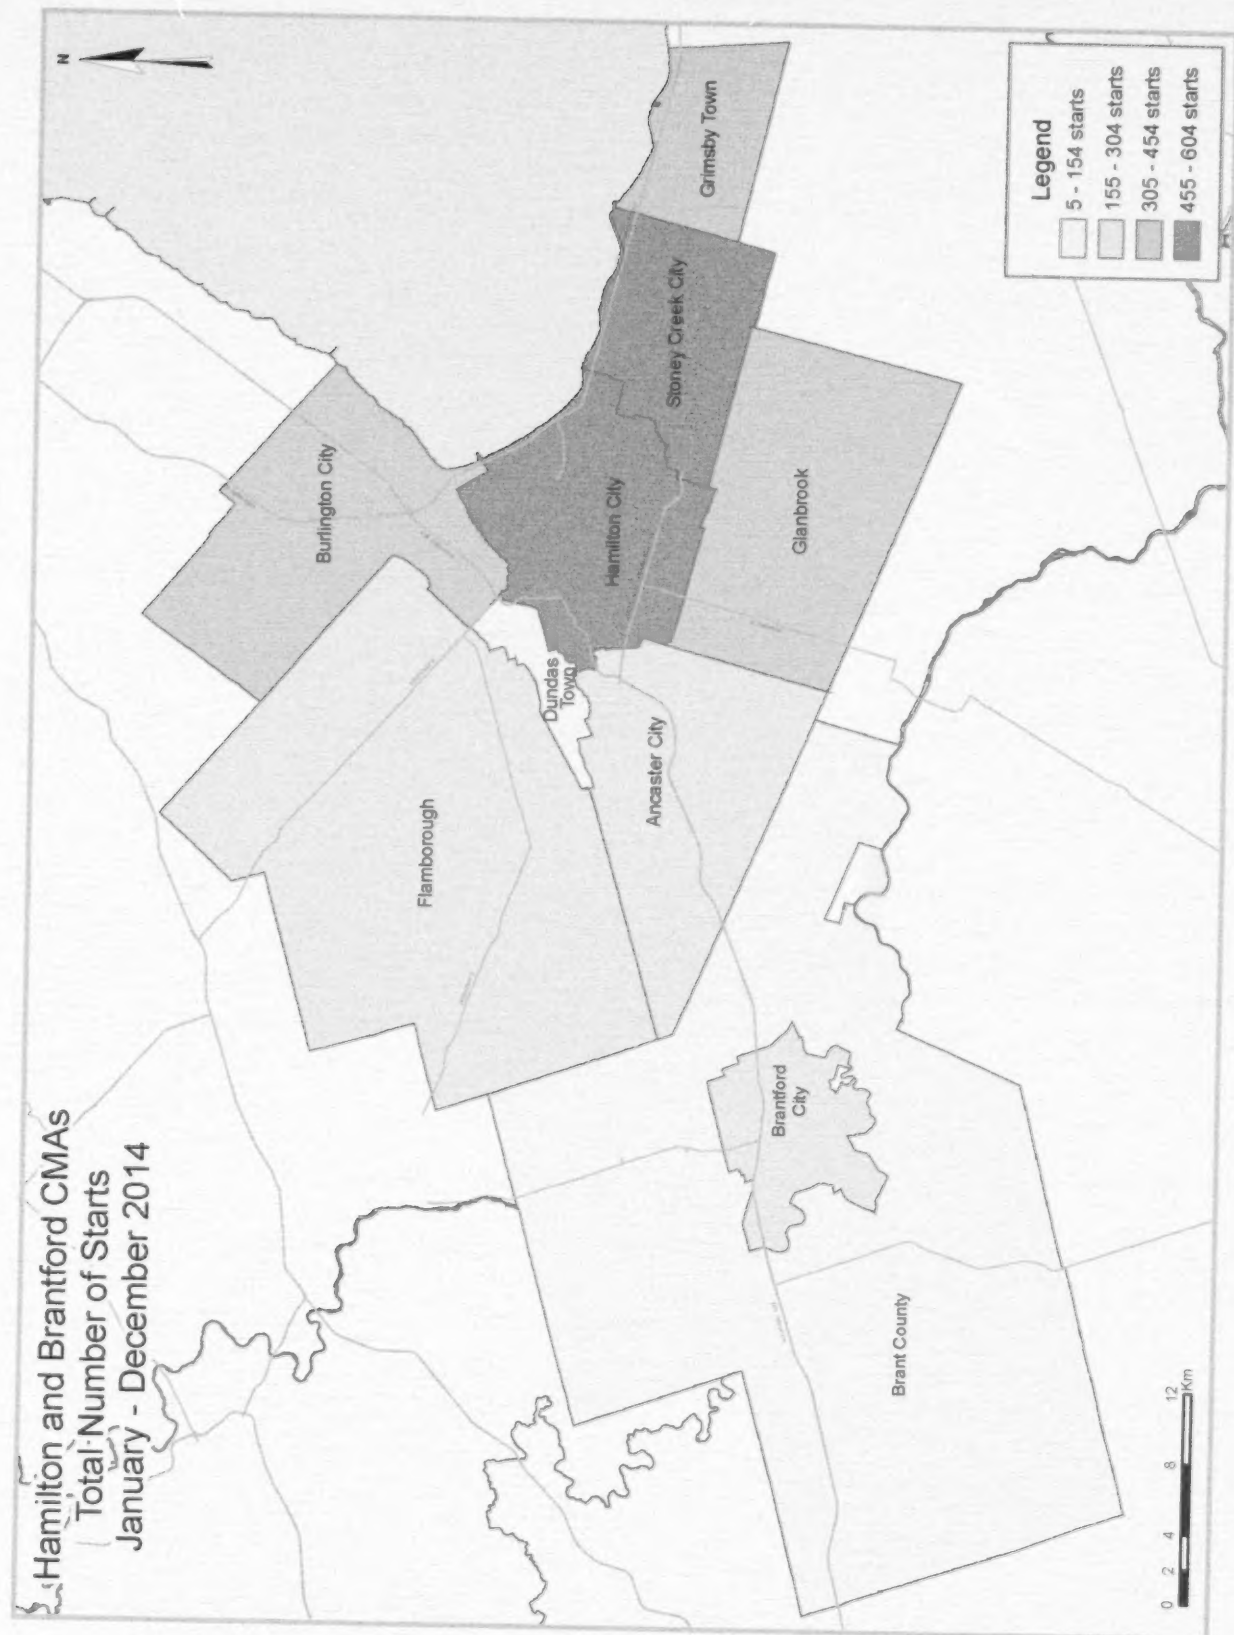 Hamilton and Brantford CMAs
Total Number of Starts
January - December 2014
N
Burlington City
Flamborough
Dundas
Town
Hamilton City
Stoney Creek City
Grimsby Town
Ancaster City
Glanbrook
Brantford
City
Brant County
Legend
5 - 154 starts
155 - 304 starts
305 - 454 starts
455 - 604 starts
0 2 4 8 12
Km